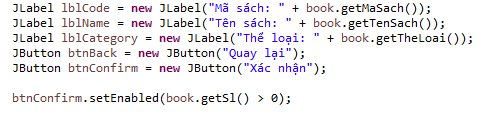 JLabel lblCode = new JLabel("Mã sách: " + book.getMaSach());
JLabel lblName = new JLabel("Tên sách: " + book.getTenSach());
JLabel lblCategory = new JLabel("Thể loại: " + book.getTheLoai());
JButton btnBack = new JButton("Quay lại");
JButton btnConfirm = new JButton("Xác nhận");
btnConfirm.setEnabled(book.getSl() > 0);